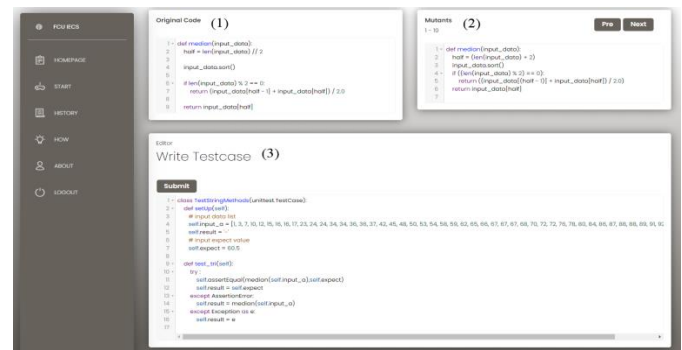 FCU IECS
HOMEPAGE
START
HISTORY
HOW
ABOUT
LOGOUT
Original Code (1)
1 def median(input_data):
2 half = len(input_data) // 2
3
4 input_data.sort()
5
6 if len(input_data) % 2 == 0:
7 return (input_data[half - 1] + input_data[half]) / 2.0
8
9 return input_data[half]
Mutants (2)
1 - 10
Pre Next
1 def median(input_data):
2 half = (len(input_data) + 2)
3 input_data.sort()
4 if ((len(input_data) % 2) == 0):
5 return ((input_data[(half - 1)] + input_data[half]) / 2.0)
6 return input_data[half]
7
Editor
Write Testcase (3)
Submit
1 class TestStringMethods(unittest.TestCase):
2 def setUp(self):
3 # input data list
4 self.input_a = [1, 3, 7, 10, 12, 15, 16, 16, 17, 23, 24, 24, 34, 34, 36, 36, 37, 42, 45, 48, 50, 53, 54, 58, 59, 62, 65, 66, 67, 67, 67, 68, 70, 72, 72, 76, 78, 80, 84, 86, 87, 88, 88, 89, 91, 92,
5 self.result = ''
6 # input expect value
7 self.expect = 60.5
8
9 def test_01(self):
10 try :
11 self.assertEqual(median(self.input_a),self.expect)
12 self.result = self.expect
13 except AssertionError:
14 self.result = median(self.input_a)
15 except Exception as e:
16 self.result = e
17